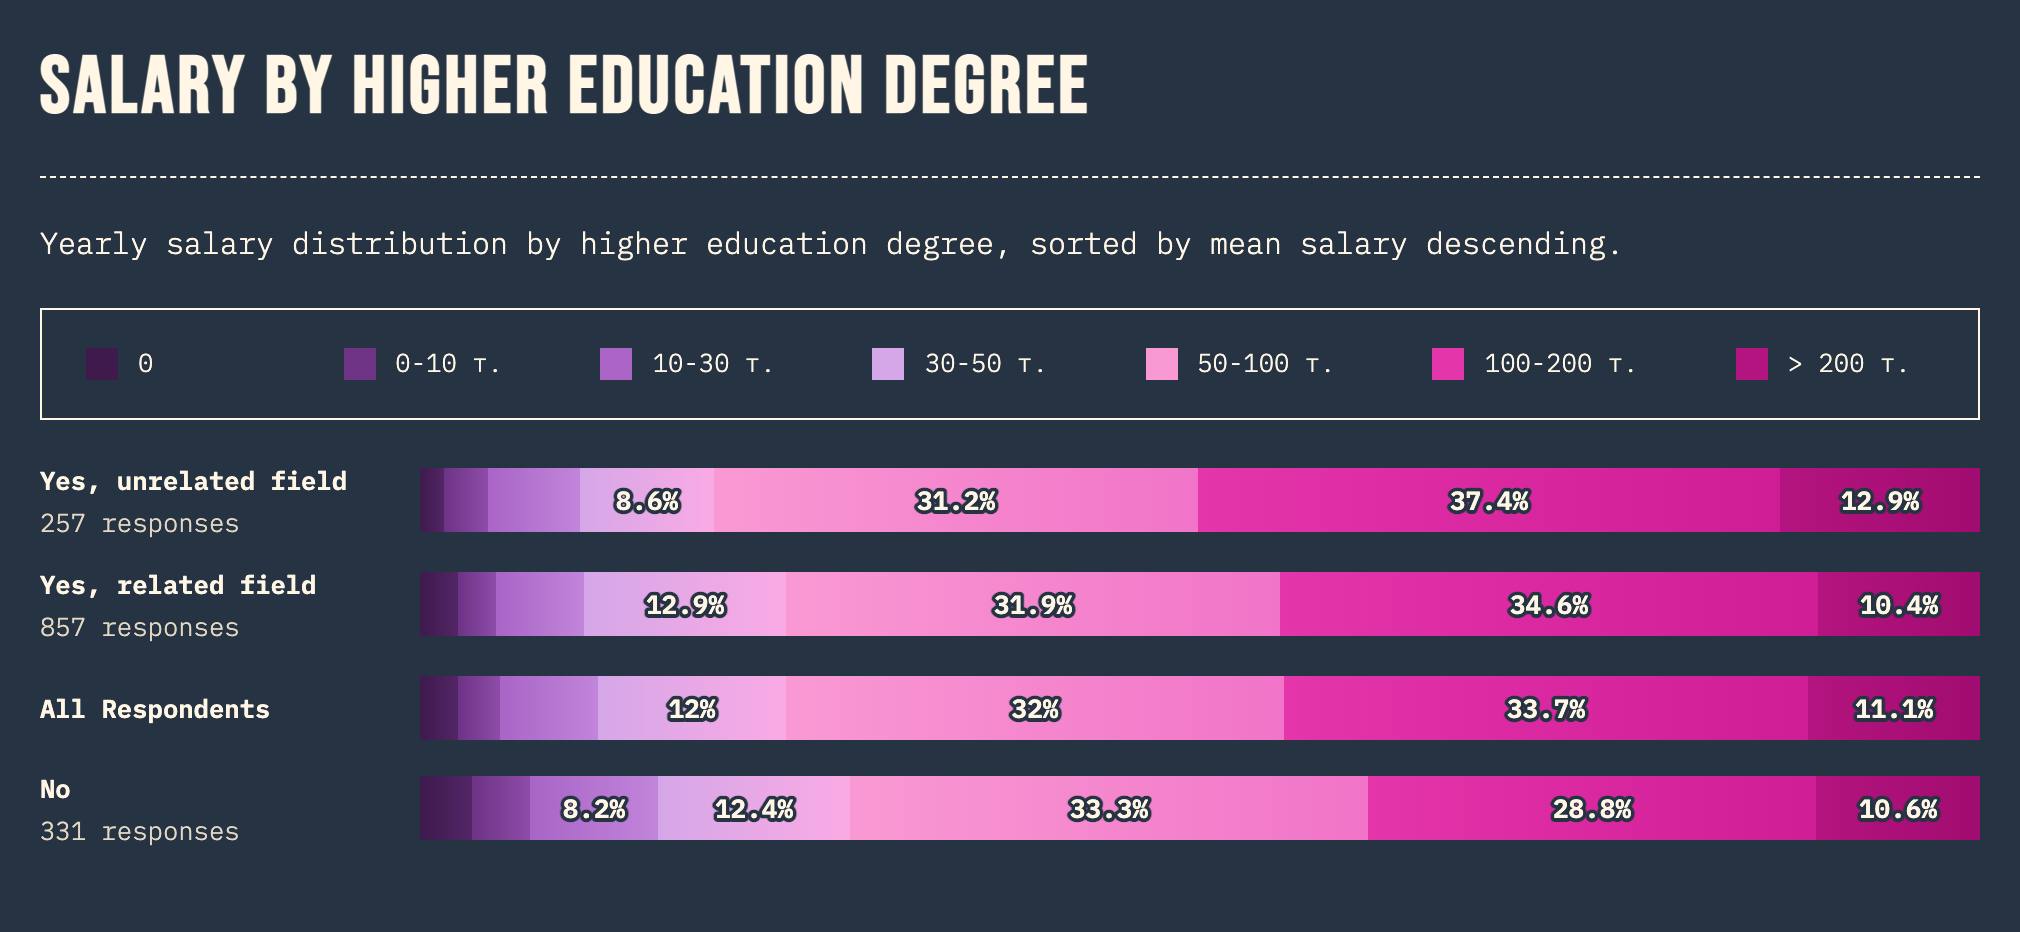 SALARY BY HIGHER EDUCATION DEGREE
Yearly salary distribution by higher education degree, sorted by mean salary descending.
0 0-10 т. 10-30 т. 30-50 т. 50-100 т. 100-200 т. > 200 т.
Yes, unrelated field
257 responses
8.6% 31.2% 37.4% 12.9%
Yes, related field
857 responses
12.9% 31.9% 34.6% 10.4%
All Respondents
12% 32% 33.7% 11.1%
No
331 responses
8.2% 12.4% 33.3% 28.8% 10.6%